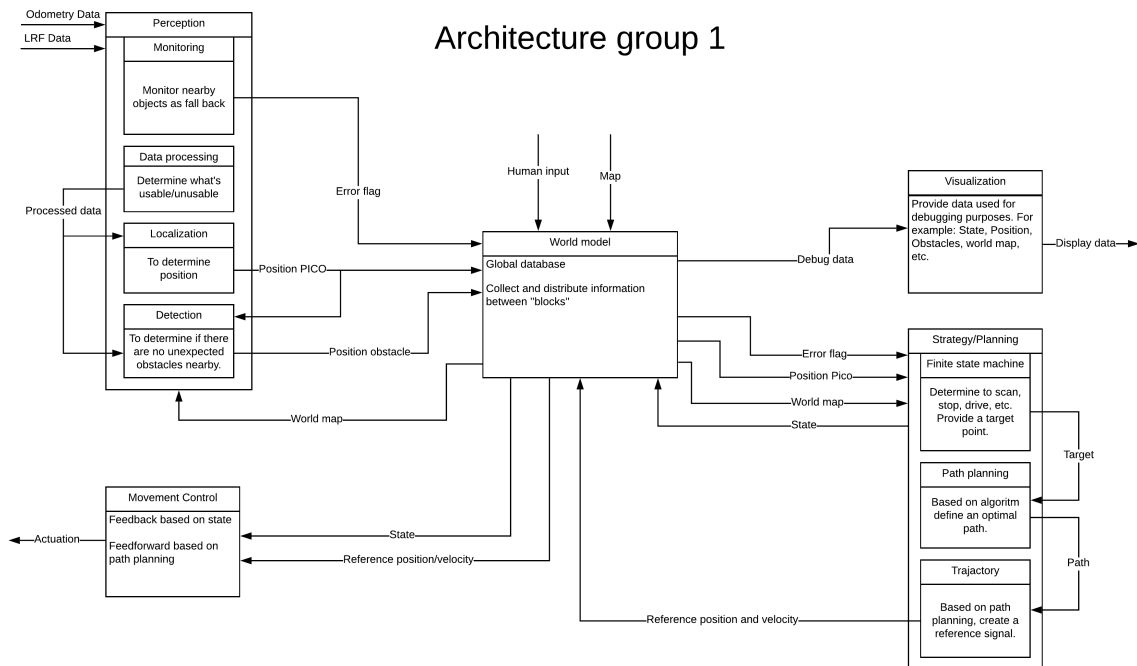 Architecture group 1
Odometry Data
LRF Data
Perception
Monitoring
Monitor nearby
objects as fall back
Data processing
Determine what's
usable/unusable
Processed data
Localization
To determine
position
Detection
To determine if there
are no unexpected
obstacles nearby.
Error flag
Position PICO
Position obstacle
World map
Human input
Map
World model
Global database
Collect and distribute information
between "blocks"
Debug data
Visualization
Provide data used for
debugging purposes. For
example: State, Position,
Obstacles, world map,
etc.
Display data
Error flag
Position Pico
World map
State
Strategy/Planning
Finite state machine
Determine to scan,
stop, drive, etc.
Provide a target
point.
Target
Path planning
Based on algoritm
define an optimal
path.
Path
Trajactory
Based on path
planning, create a
reference signal.
Reference position and velocity
Movement Control
Feedback based on state
Feedforward based on
path planning
Actuation
State
Reference position/velocity